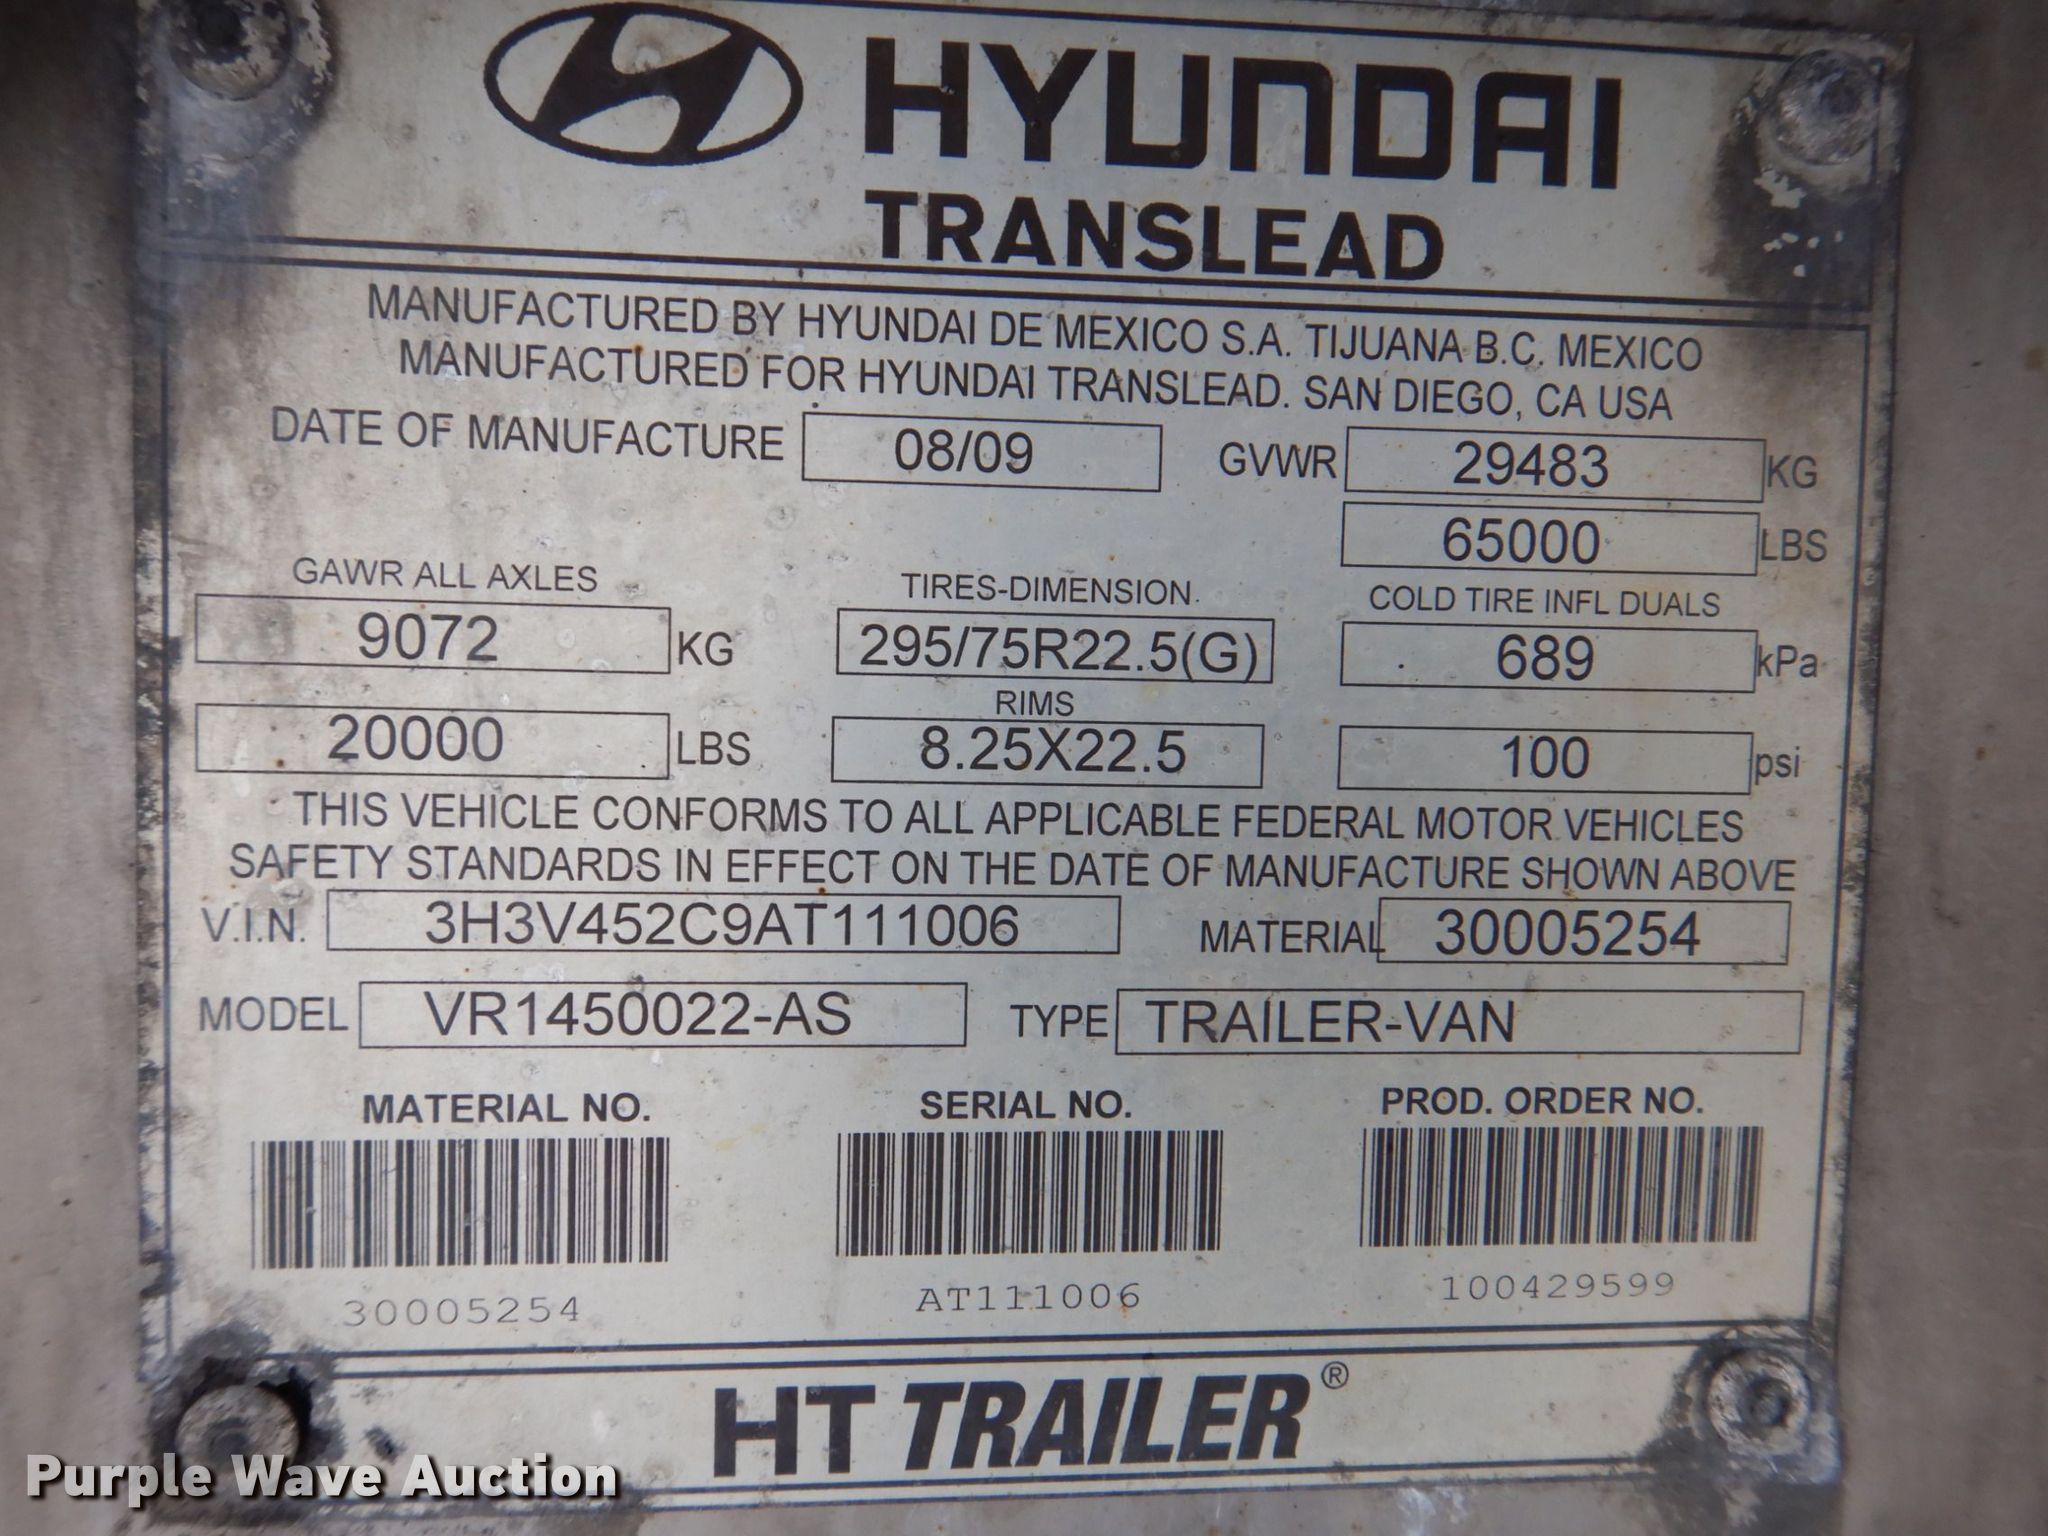 HYUNDAI
TRANSLEAD
MANUFACTURED BY HYUNDAI DE MEXICO S.A. TIJUANA B.C. MEXICO
MANUFACTURED FOR HYUNDAI TRANSLEAD. SAN DIEGO, CA USA
DATE OF MANUFACTURE 08/09 GVWR 29483 KG
65000 LBS
GAWR ALL AXLES TIRES-DIMENSION. COLD TIRE INFL DUALS
9072 KG 295/75R22.5(G) 689 kPa
RIMS
20000 LBS 8.25X22.5 100 psi
THIS VEHICLE CONFORMS TO ALL APPLICABLE FEDERAL MOTOR VEHICLES
SAFETY STANDARDS IN EFFECT ON THE DATE OF MANUFACTURE SHOWN ABOVE
V.I.N. 3H3V452C9AT111006 MATERIAL 30005254
MODEL VR1450022-AS TYPE TRAILER-VAN
MATERIAL NO. SERIAL NO. PROD. ORDER NO.
30005254 AT111006 100429599
HT TRAILER®
Purple Wave Auction